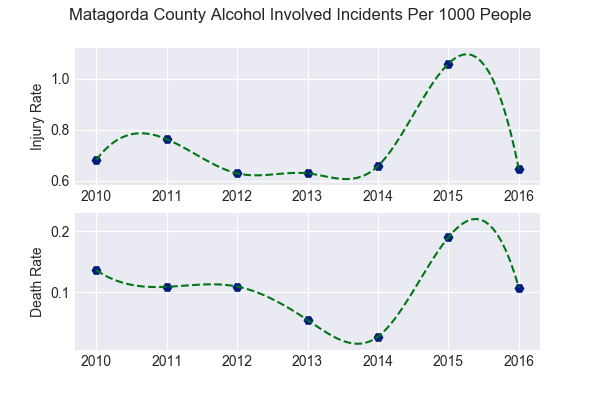 Matagorda County Alcohol Involved Incidents Per 1000 People
Injury Rate
1.0
0.8
0.6
2010 2011 2012 2013 2014 2015 2016
Death Rate
0.2
0.1
2010 2011 2012 2013 2014 2015 2016